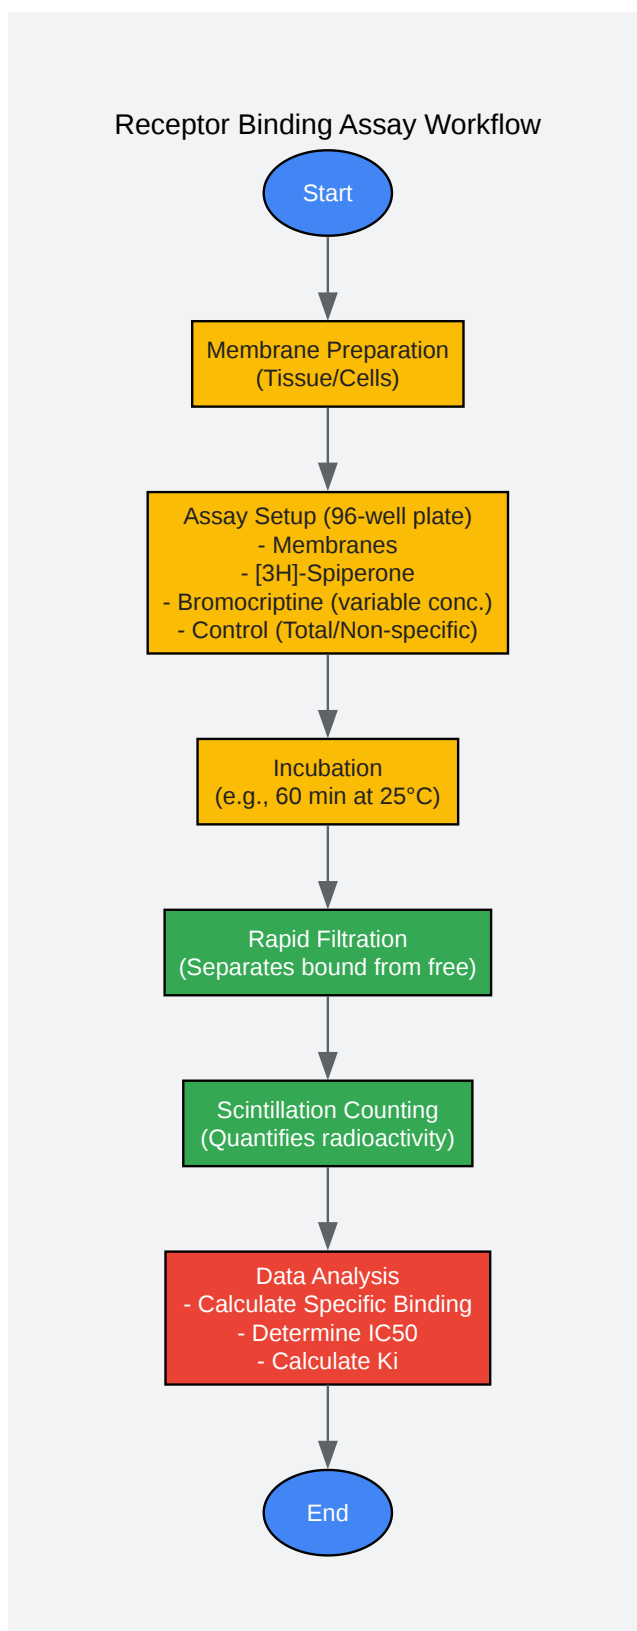 Receptor Binding Assay Workflow
Start
Membrane Preparation
(Tissue/Cells)
Assay Setup (96-well plate)
- Membranes
- [3H]-Spiperone
- Bromocriptine (variable conc.)
- Control (Total/Non-specific)
Incubation
(e.g., 60 min at 25°C)
Rapid Filtration
(Separates bound from free)
Scintillation Counting
(Quantifies radioactivity)
Data Analysis
- Calculate Specific Binding
- Determine IC50
- Calculate Ki
End